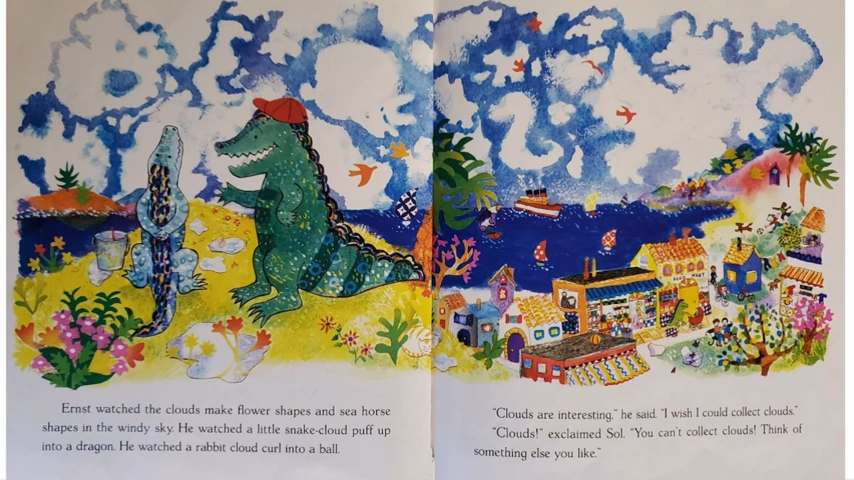 Ernst watched the clouds make flower shapes and sea horse
shapes in the windy sky. He watched a little snake-cloud puff up
into a dragon. He watched a rabbit cloud curl into a ball.
"Clouds are interesting," he said. "I wish I could collect clouds."
"Clouds!" exclaimed Sol. "You can't collect clouds! Think of
something else you like."